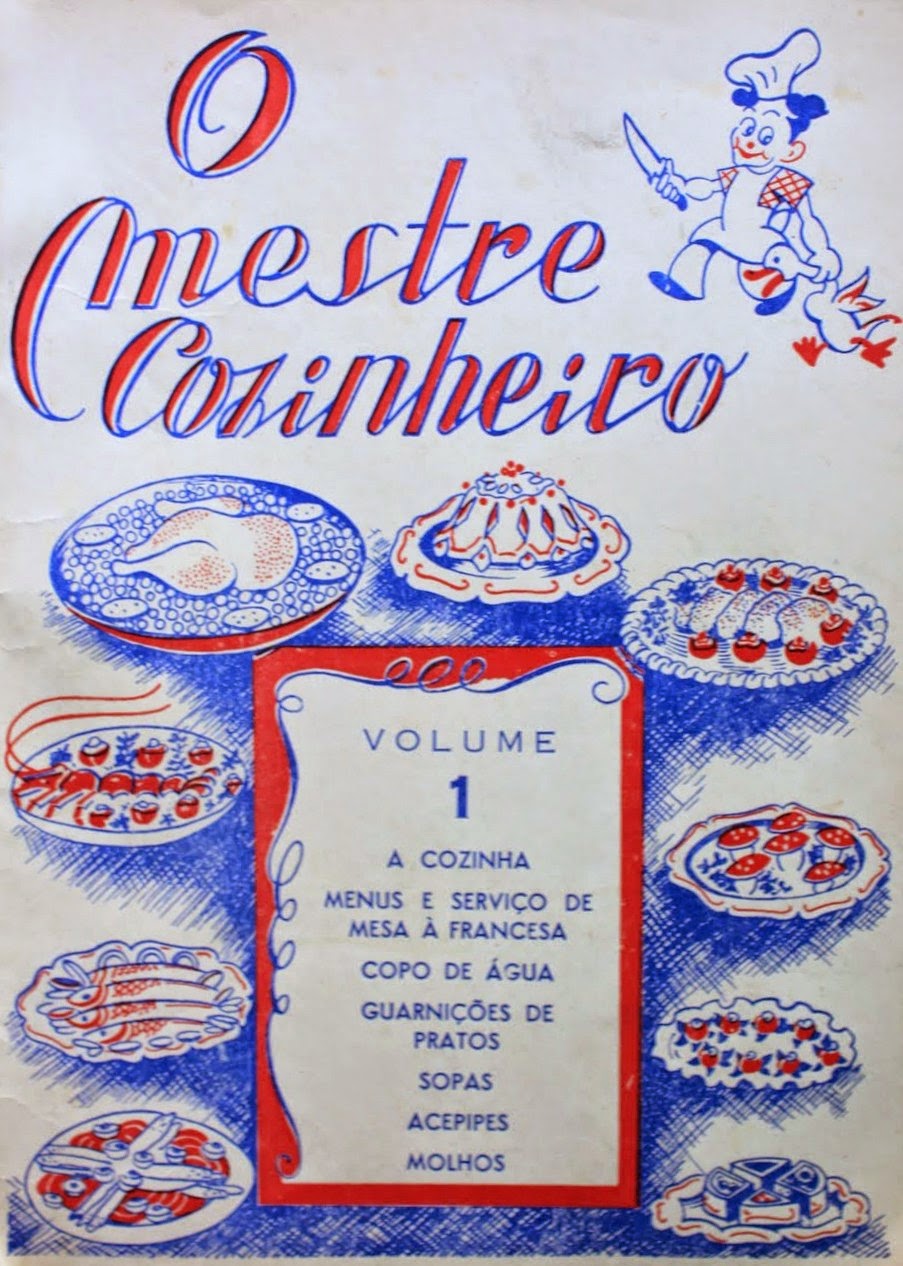 O
mestre
Cozinheiro
VOLUME
1
A COZINHA
MENUS E SERVIÇO DE
MESA À FRANCESA
COPO DE ÁGUA
GUARNIÇÕES DE
PRATOS
SOPAS
ACEPIPES
MOLHOS